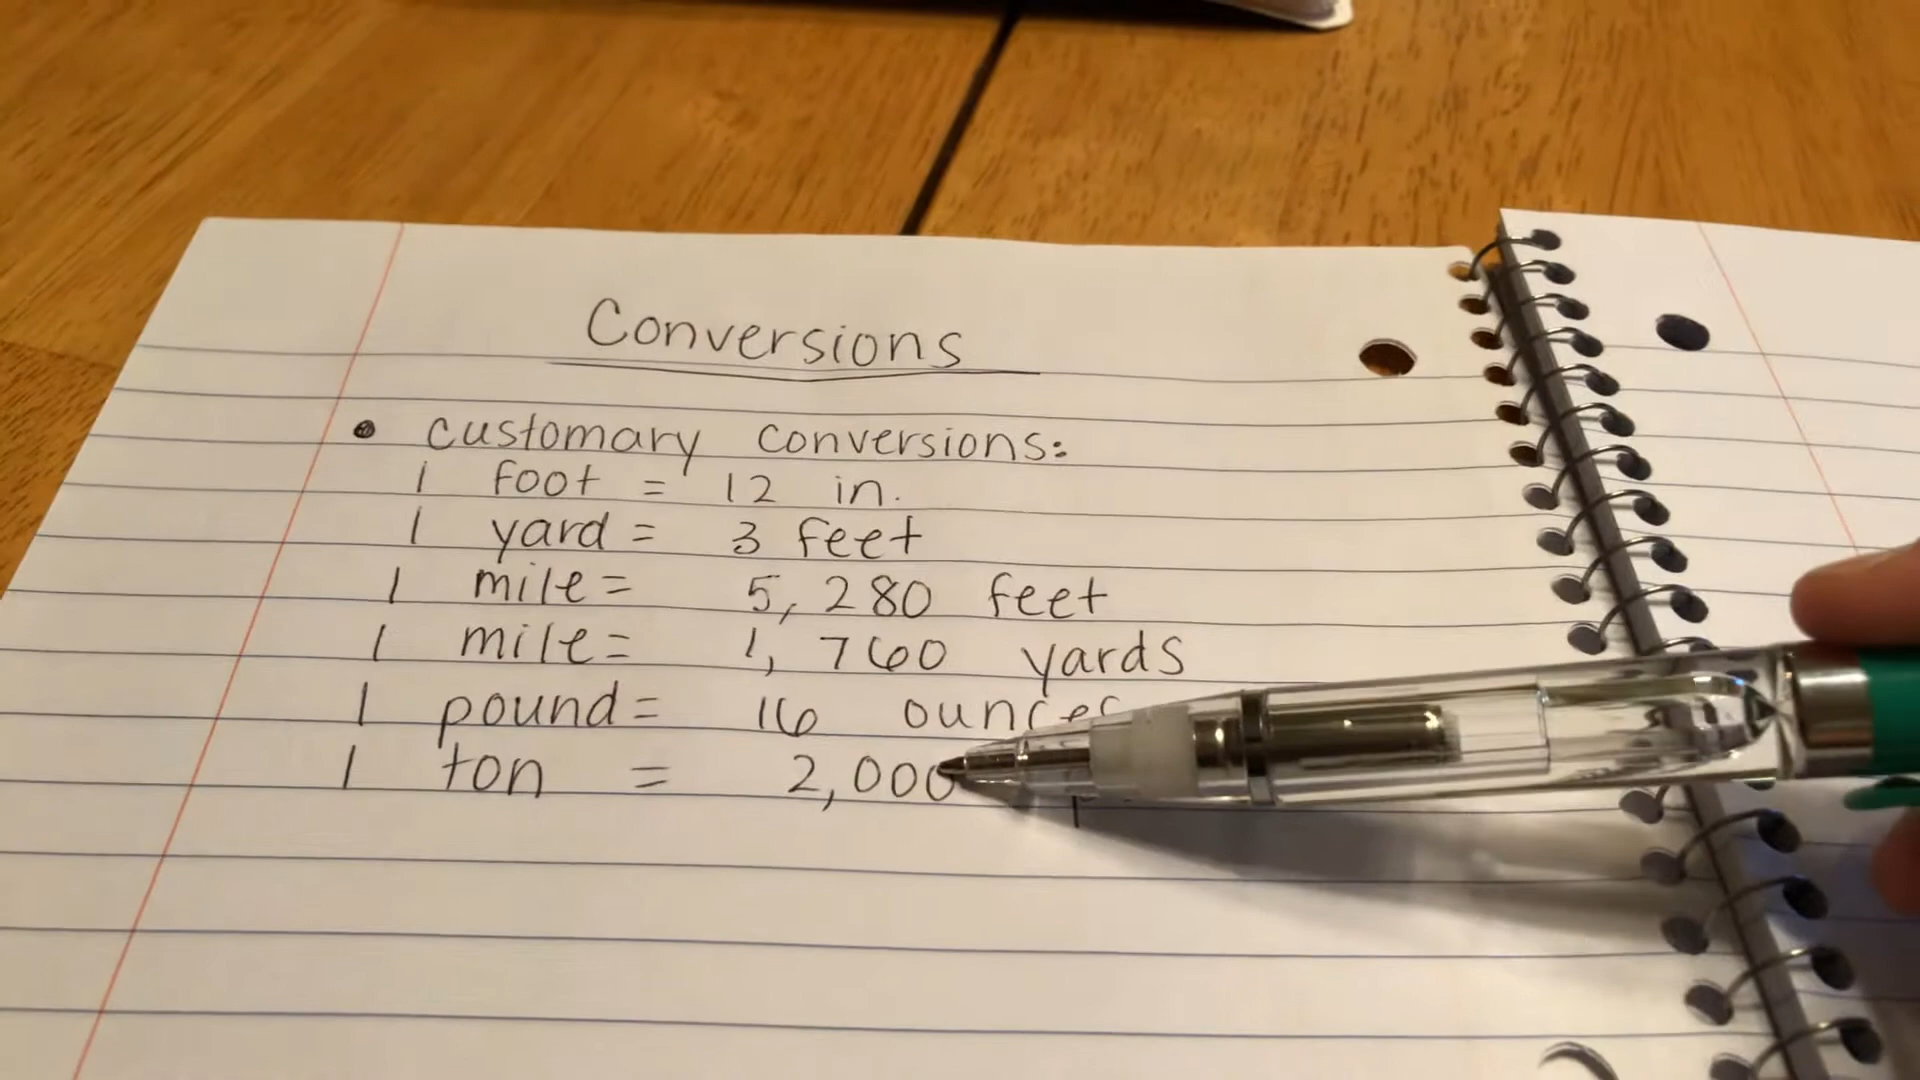 Conversions
• customary conversions:
1 foot = 12 in.
1 yard = 3 feet
1 mile = 5,280 feet
1 mile = 1,760 yards
1 pound = 16 ounces
1 ton = 2,000